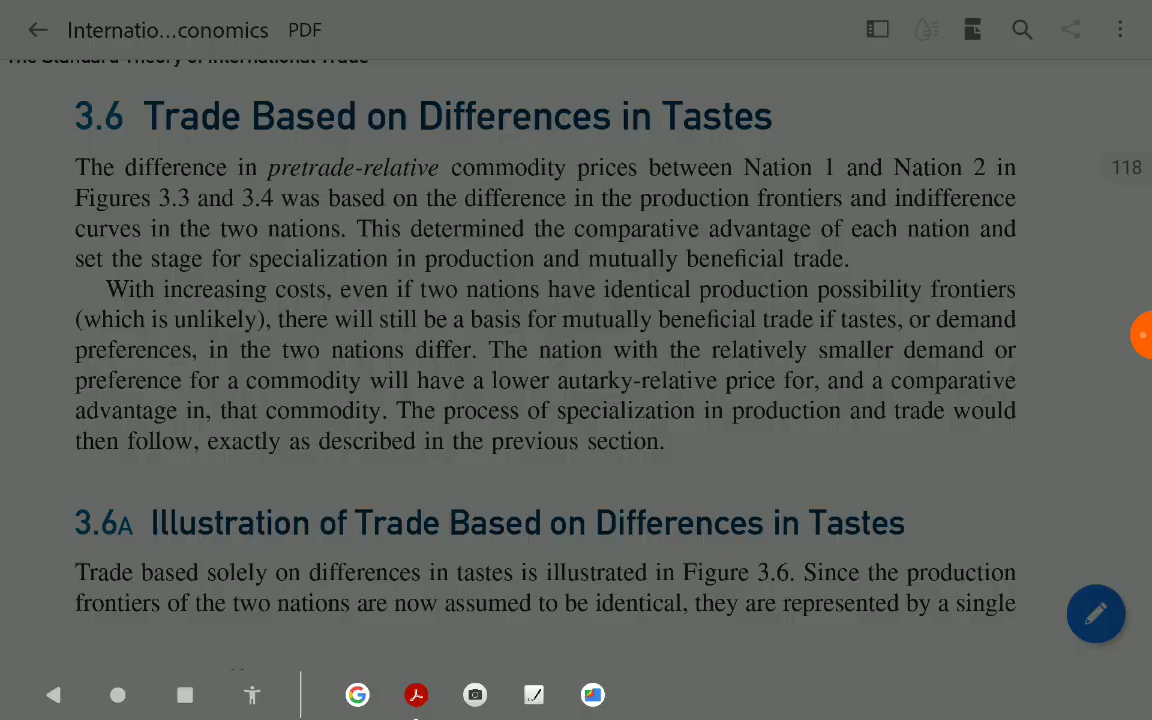 Internatio...conomics PDF
The Standard Theory of International Trade
3.6 Trade Based on Differences in Tastes
118
The difference in pretrade-relative commodity prices between Nation 1 and Nation 2 in
Figures 3.3 and 3.4 was based on the difference in the production frontiers and indifference
curves in the two nations. This determined the comparative advantage of each nation and
set the stage for specialization in production and mutually beneficial trade.
With increasing costs, even if two nations have identical production possibility frontiers
(which is unlikely), there will still be a basis for mutually beneficial trade if tastes, or demand
preferences, in the two nations differ. The nation with the relatively smaller demand or
preference for a commodity will have a lower autarky-relative price for, and a comparative
advantage in, that commodity. The process of specialization in production and trade would
then follow, exactly as described in the previous section.
3.6A Illustration of Trade Based on Differences in Tastes
Trade based solely on differences in tastes is illustrated in Figure 3.6. Since the production
frontiers of the two nations are now assumed to be identical, they are represented by a single